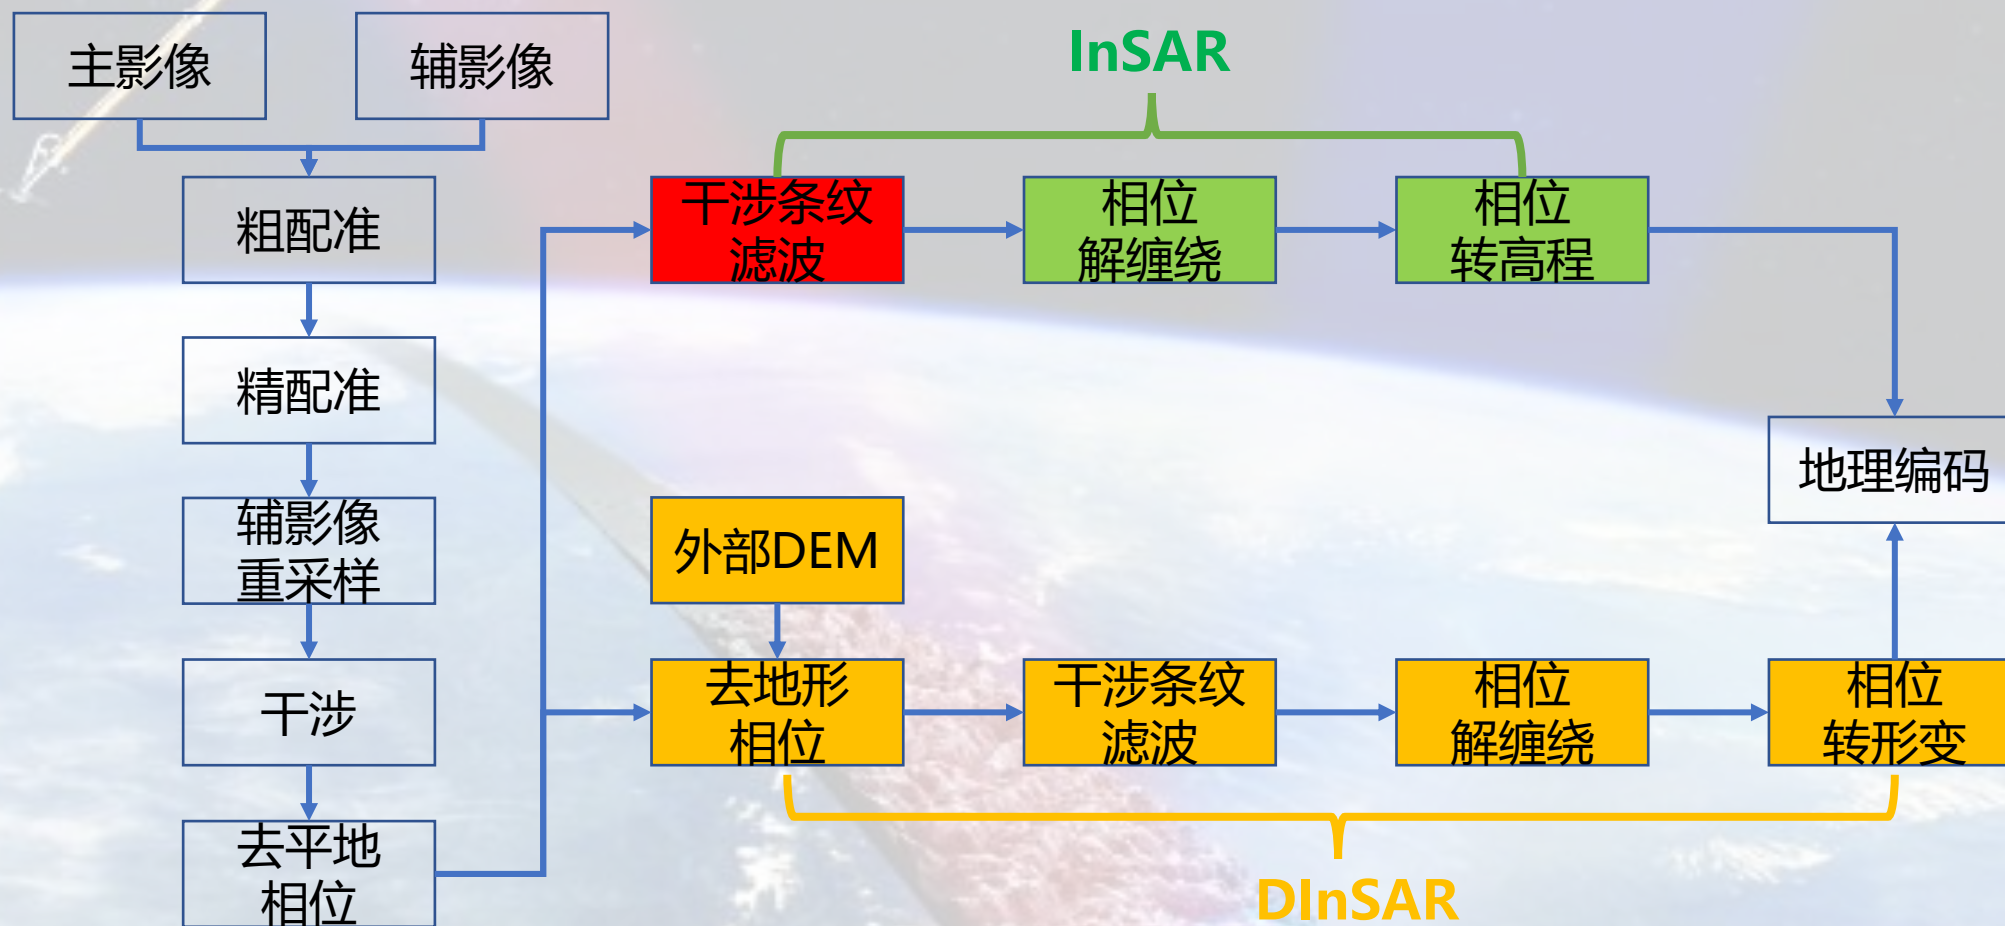 主影像
辅影像
粗配准
精配准
辅影像
重采样
干涉
去平地
相位
InSAR
干涉条纹
滤波
相位
解缠绕
相位
转高程
外部DEM
去地形
相位
干涉条纹
滤波
相位
解缠绕
相位
转形变
DInSAR
地理编码